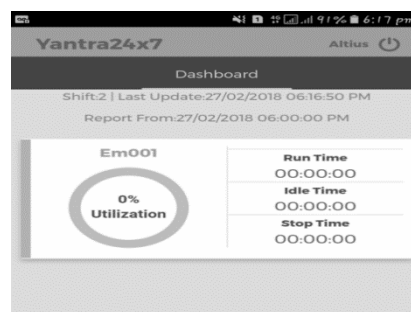 91% 6:17 pm
Yantra24x7
Altius
Dashboard
Shift:2 | Last Update:27/02/2018 06:16:50 PM
Report From:27/02/2018 06:00:00 PM
Em001
0%
Utilization
Run Time
00:00:00
Idle Time
00:00:00
Stop Time
00:00:00